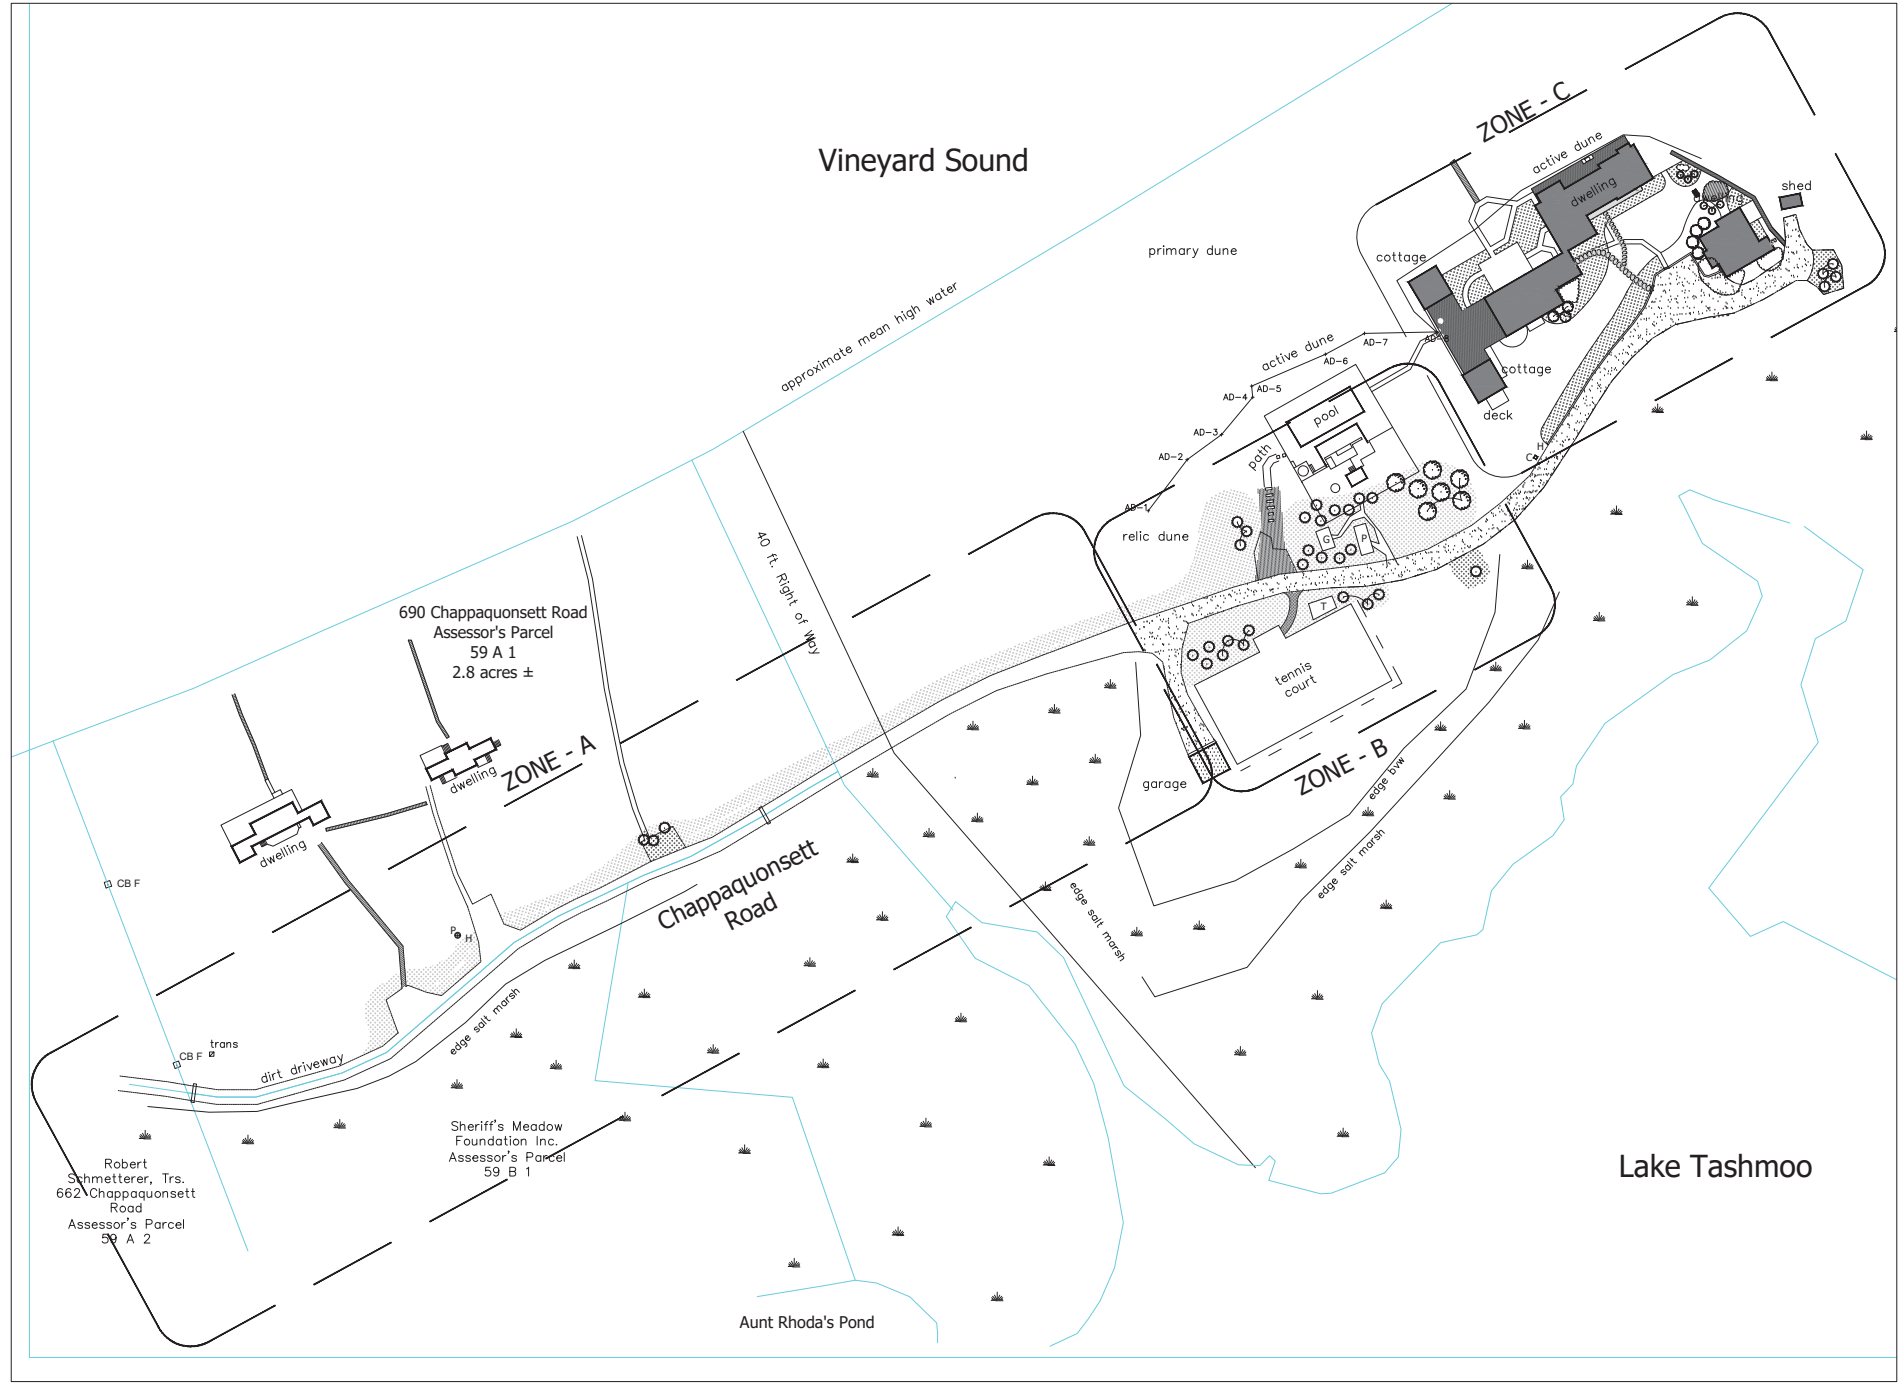 ZONE - C
active dune
Vineyard Sound
dwelling
shed
dwelling
primary dune
cottage
approximate mean high water
active dune
AD-7
AD-8
AD-6
AD-5
AD-4
cottage
pool
deck
AD-3
AD-2
path
H
C
AD-1
relic dune
G
P
40 ft. Right of Way
690 Chappaquonsett Road
Assessor's Parcel
59 A 1
2.8 acres ±
T
tennis
court
ZONE - A
dwelling
garage
ZONE - B
edge bvw
dwelling
Chappaquonsett
Road
edge salt marsh
edge salt marsh
CB F
P
H
edge salt marsh
CB F
trans
dirt driveway
Sheriff's Meadow
Foundation Inc.
Assessor's Parcel
59 B 1
Robert
Schmetterer, Trs.
662 Chappaquonsett
Road
Assessor's Parcel
59 A 2
Lake Tashmoo
Aunt Rhoda's Pond